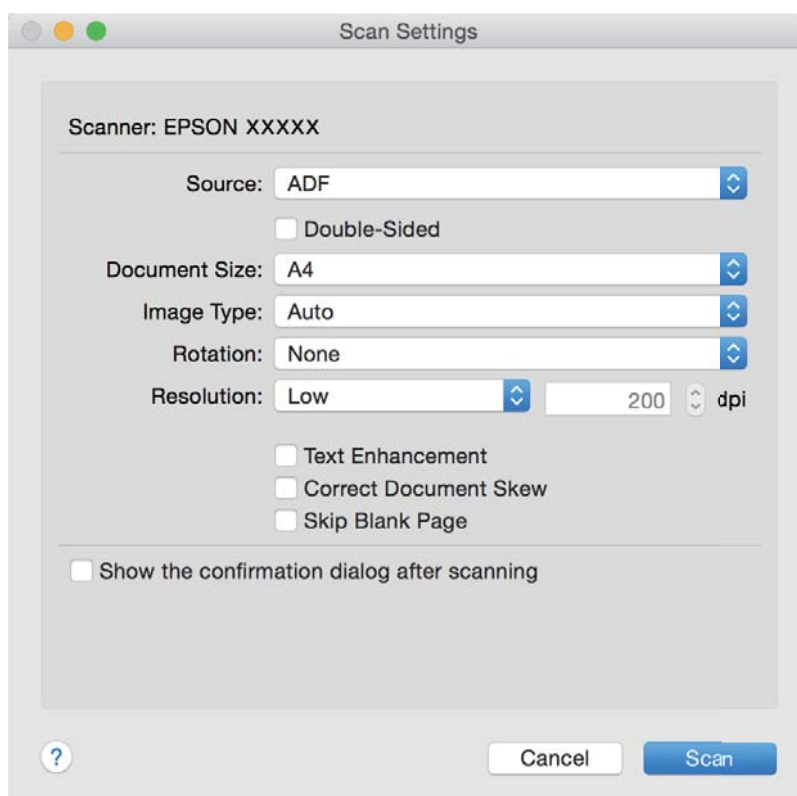 Scan Settings
Scanner: EPSON XXXXX
Source: ADF
Double-Sided
Document Size: A4
Image Type: Auto
Rotation: None
Resolution: Low 200 dpi
Text Enhancement
Correct Document Skew
Skip Blank Page
Show the confirmation dialog after scanning
? Cancel Scan